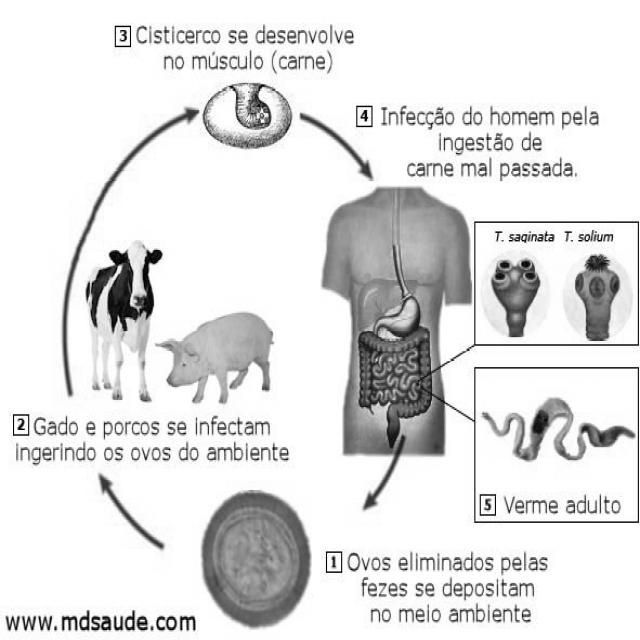 3 Cisticerco se desenvolve
no músculo (carne)
4 Infecção do homem pela
ingestão de
carne mal passada.
T. saginata T. solium
2 Gado e porcos se infectam
ingerindo os ovos do ambiente
5 Verme adulto
1 Ovos eliminados pelas
fezes se depositam
no meio ambiente
www.mdsaude.com